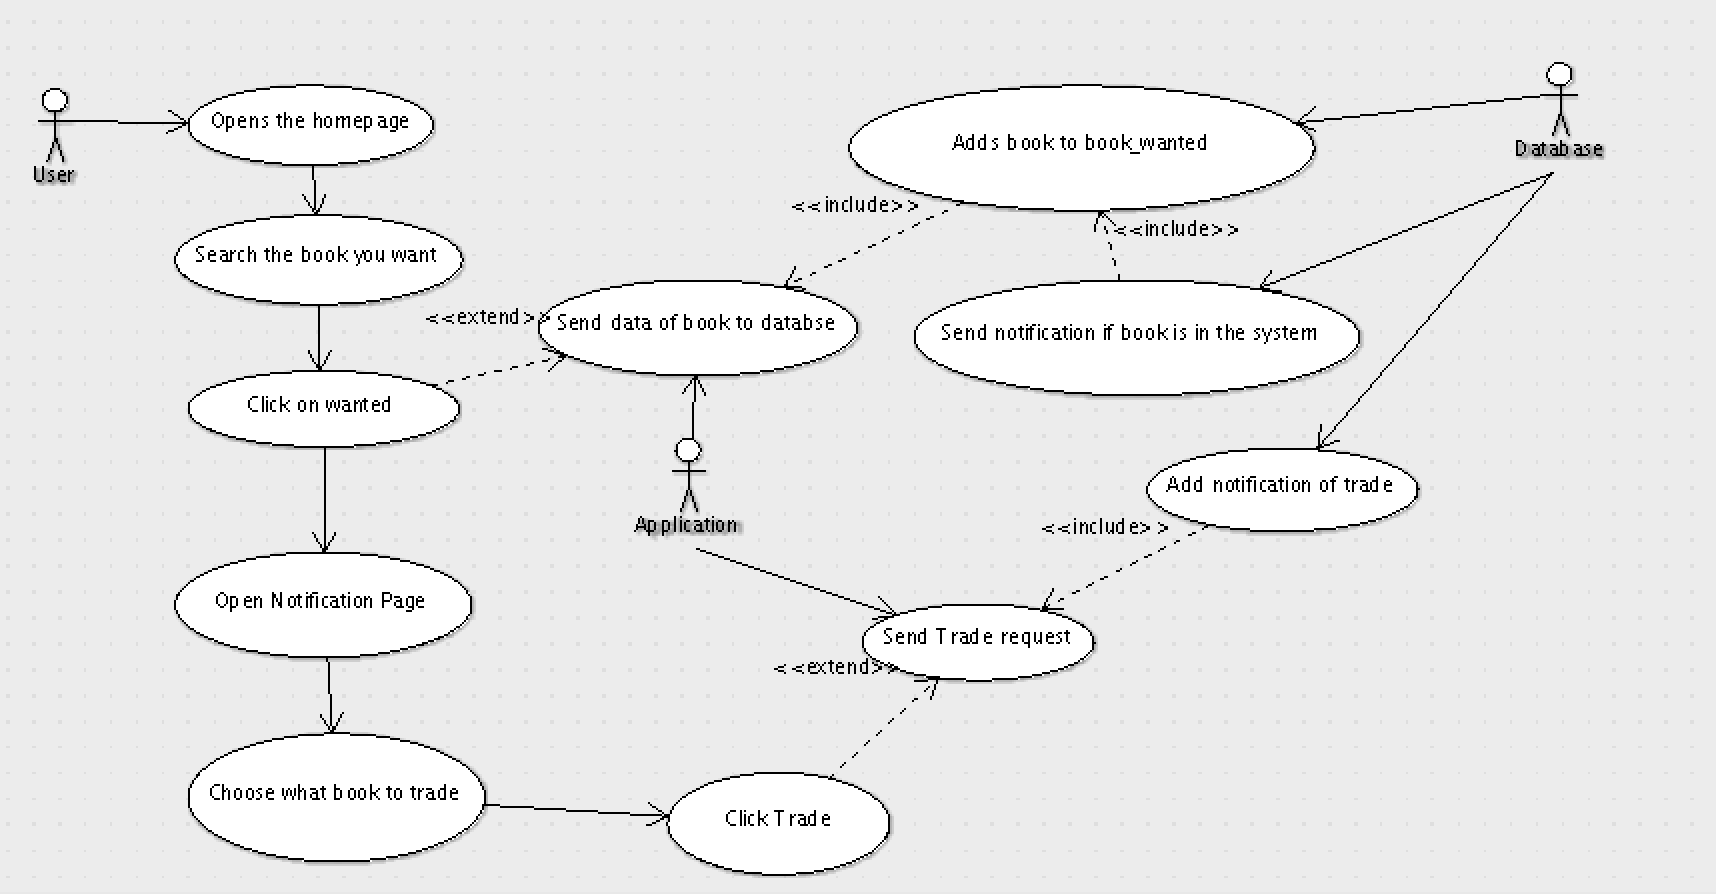 Opens the homepage
User
Search the book you want
Click on wanted
Open Notification Page
Choose what book to trade
Click Trade
<<extend>>
Send data of book to databse
Application
<<extend>>
Send Trade request
<<include>>
Adds book to book_wanted
<<include>>
Send notification if book is in the system
Database
<<include>>
Add notification of trade